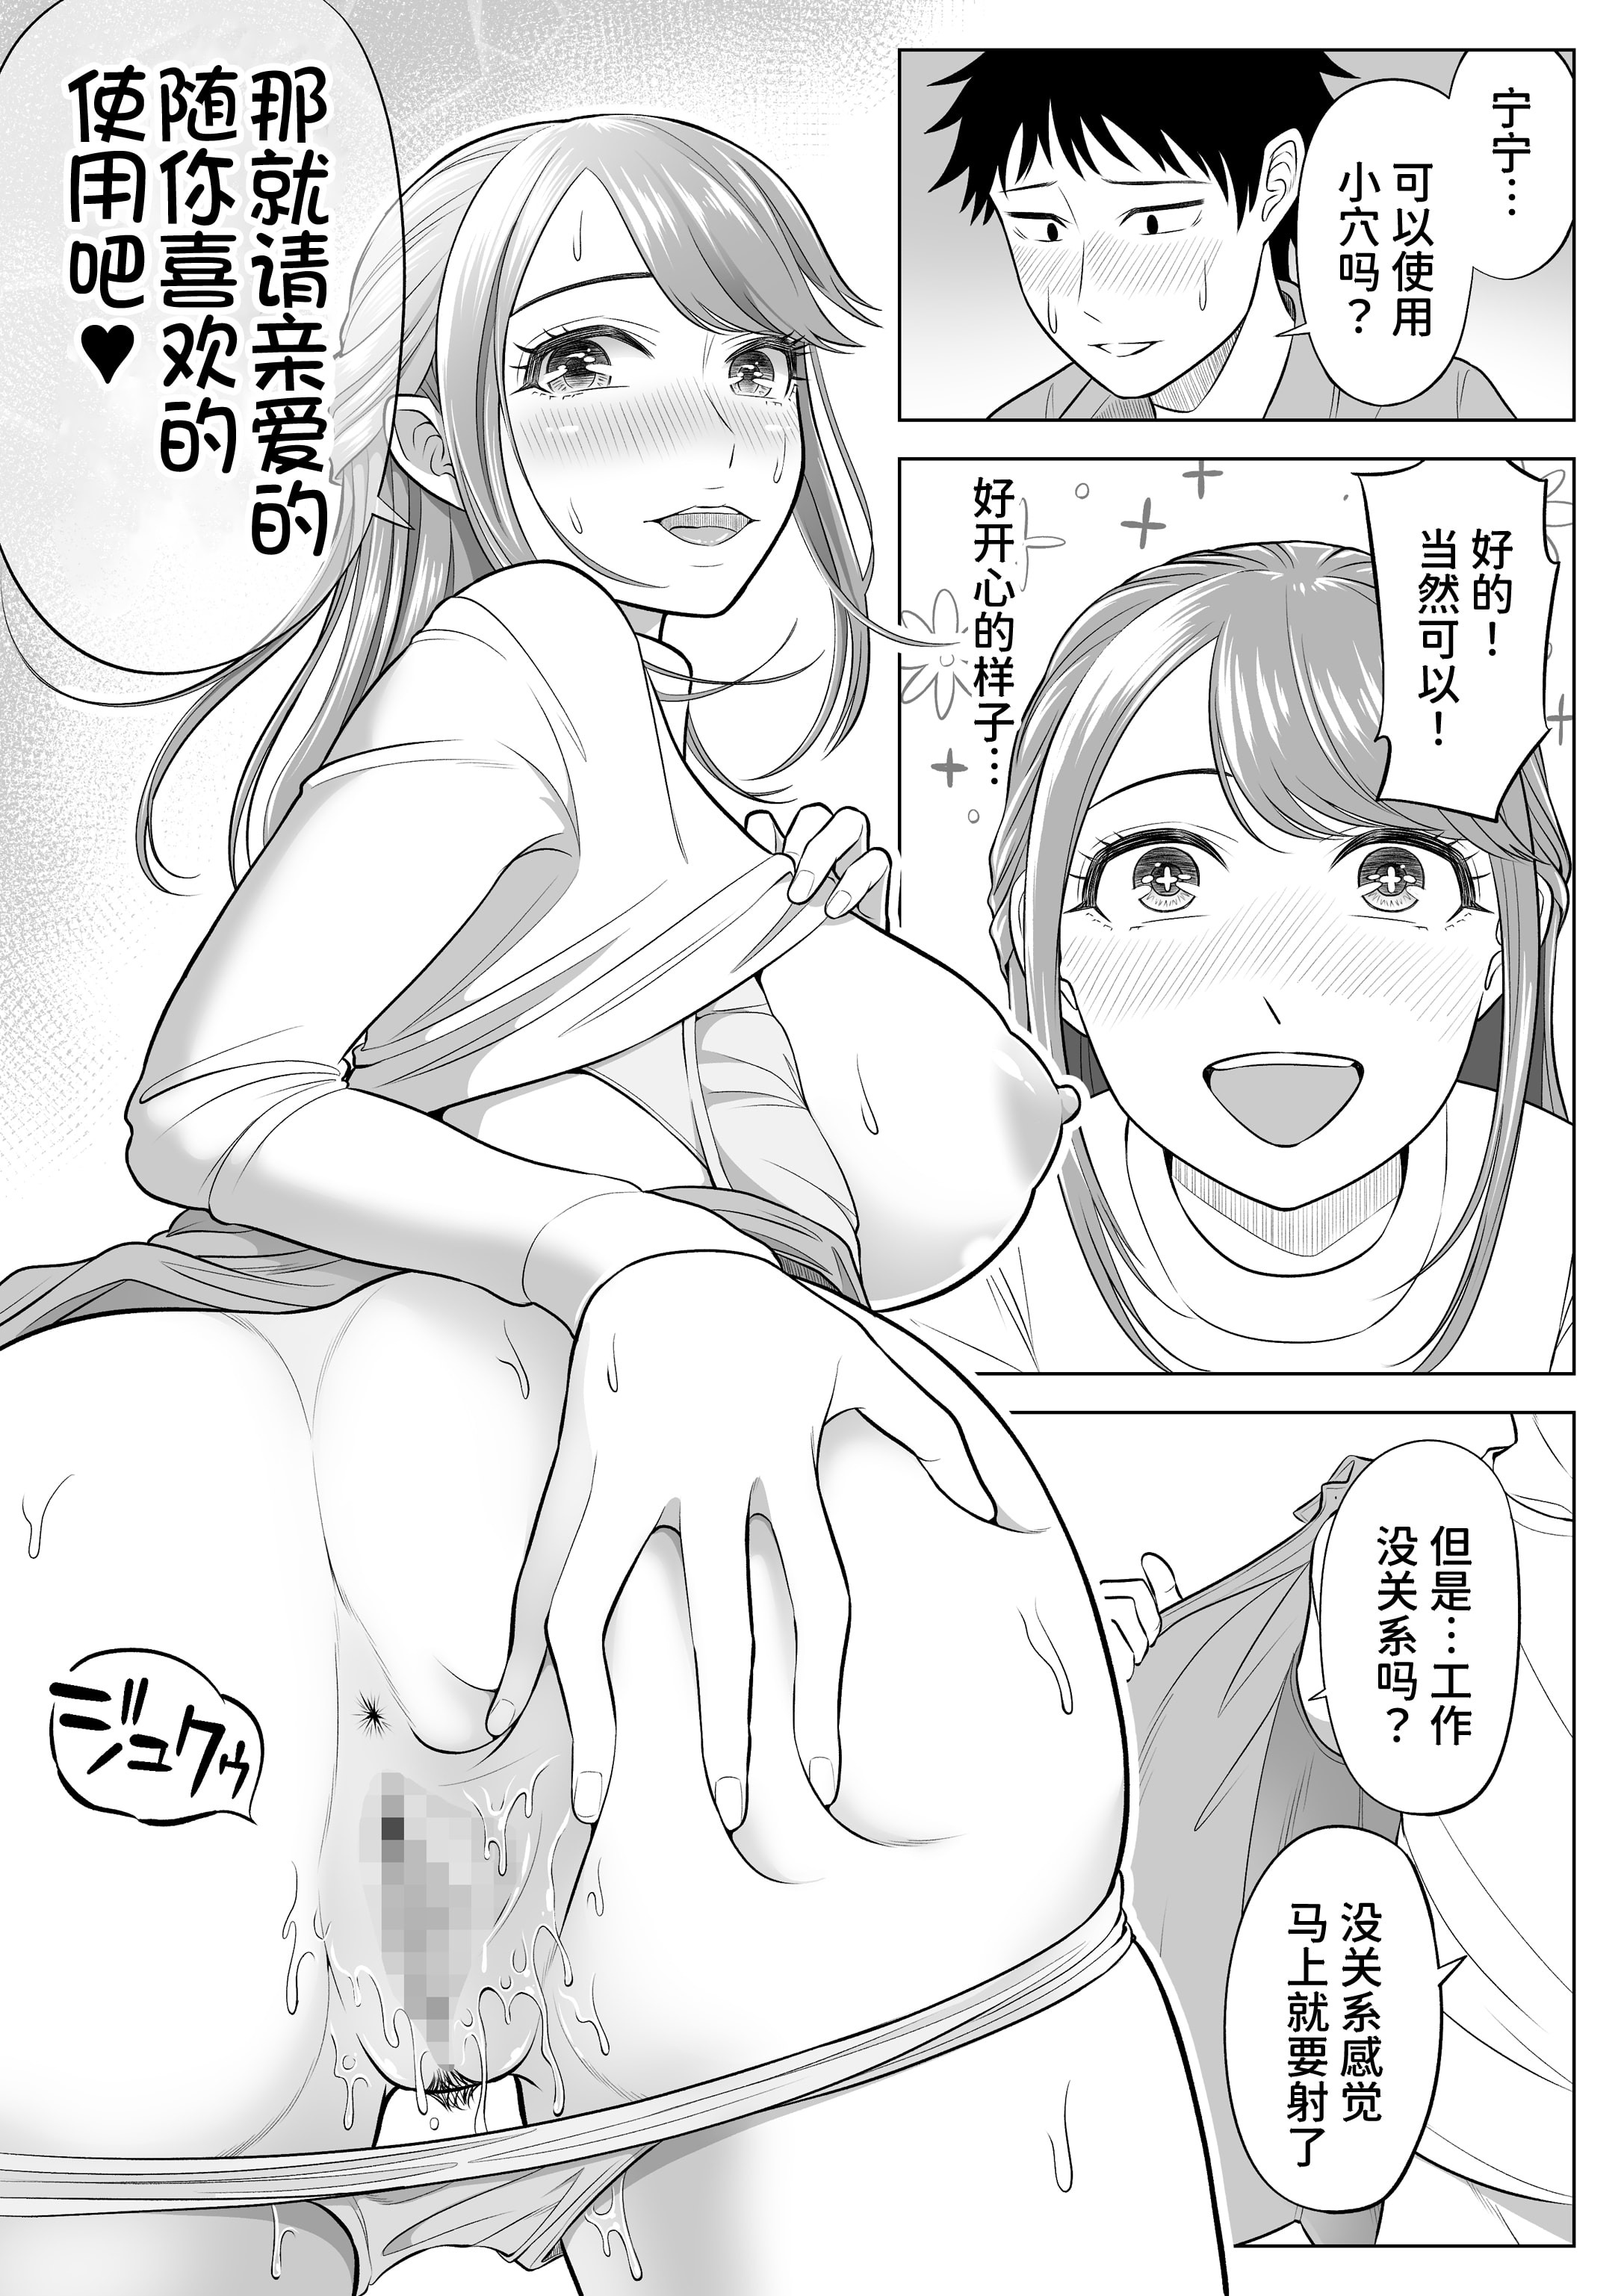 宁宁…
可以使用
小穴吗？
好的！
当然可以！
好开心的样子…
但是…工作
没关系吗？
没关系感觉
马上就要射了
那就请亲爱的
随你喜欢的
使用吧♥
ジュクゥ